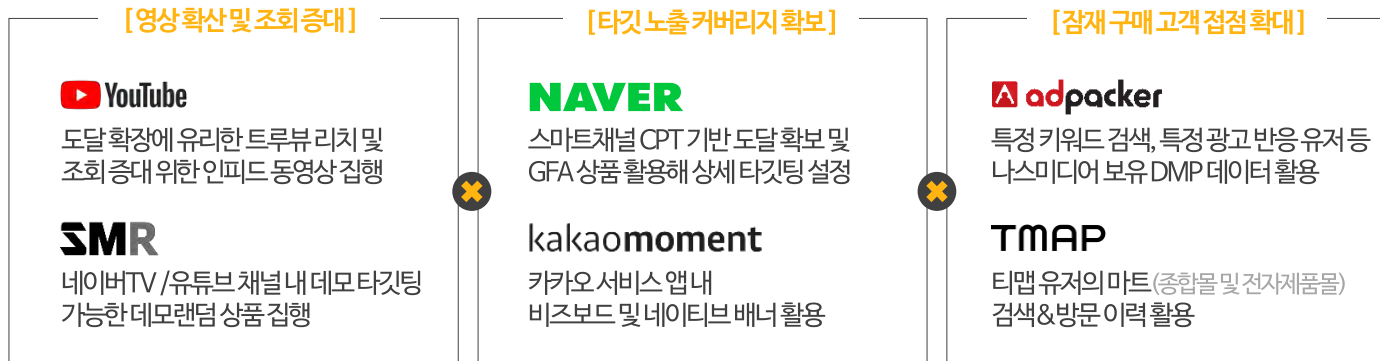 [영상 확산 및 조회 증대]
YouTube
도달 확장에 유리한 트루뷰 리치 및
조회 증대 위한 인피드 동영상 집행
SMR
네이버TV /유튜브 채널 내 데모 타깃팅
가능한 데모랜덤 상품 집행
[타깃 노출 커버리지 확보]
NAVER
스마트채널 CPT 기반 도달 확보 및
GFA 상품 활용해 상세 타깃팅 설정
kakaomoment
카카오 서비스 앱 내
비즈보드 및 네이티브 배너 활용
[잠재 구매 고객 접점 확대]
adpacker
특정 키워드 검색, 특정 광고 반응 유저 등
나스미디어 보유 DMP 데이터 활용
TMAP
티맵 유저의 마트 (종합몰 및 전자제품몰)
검색&방문 이력 활용